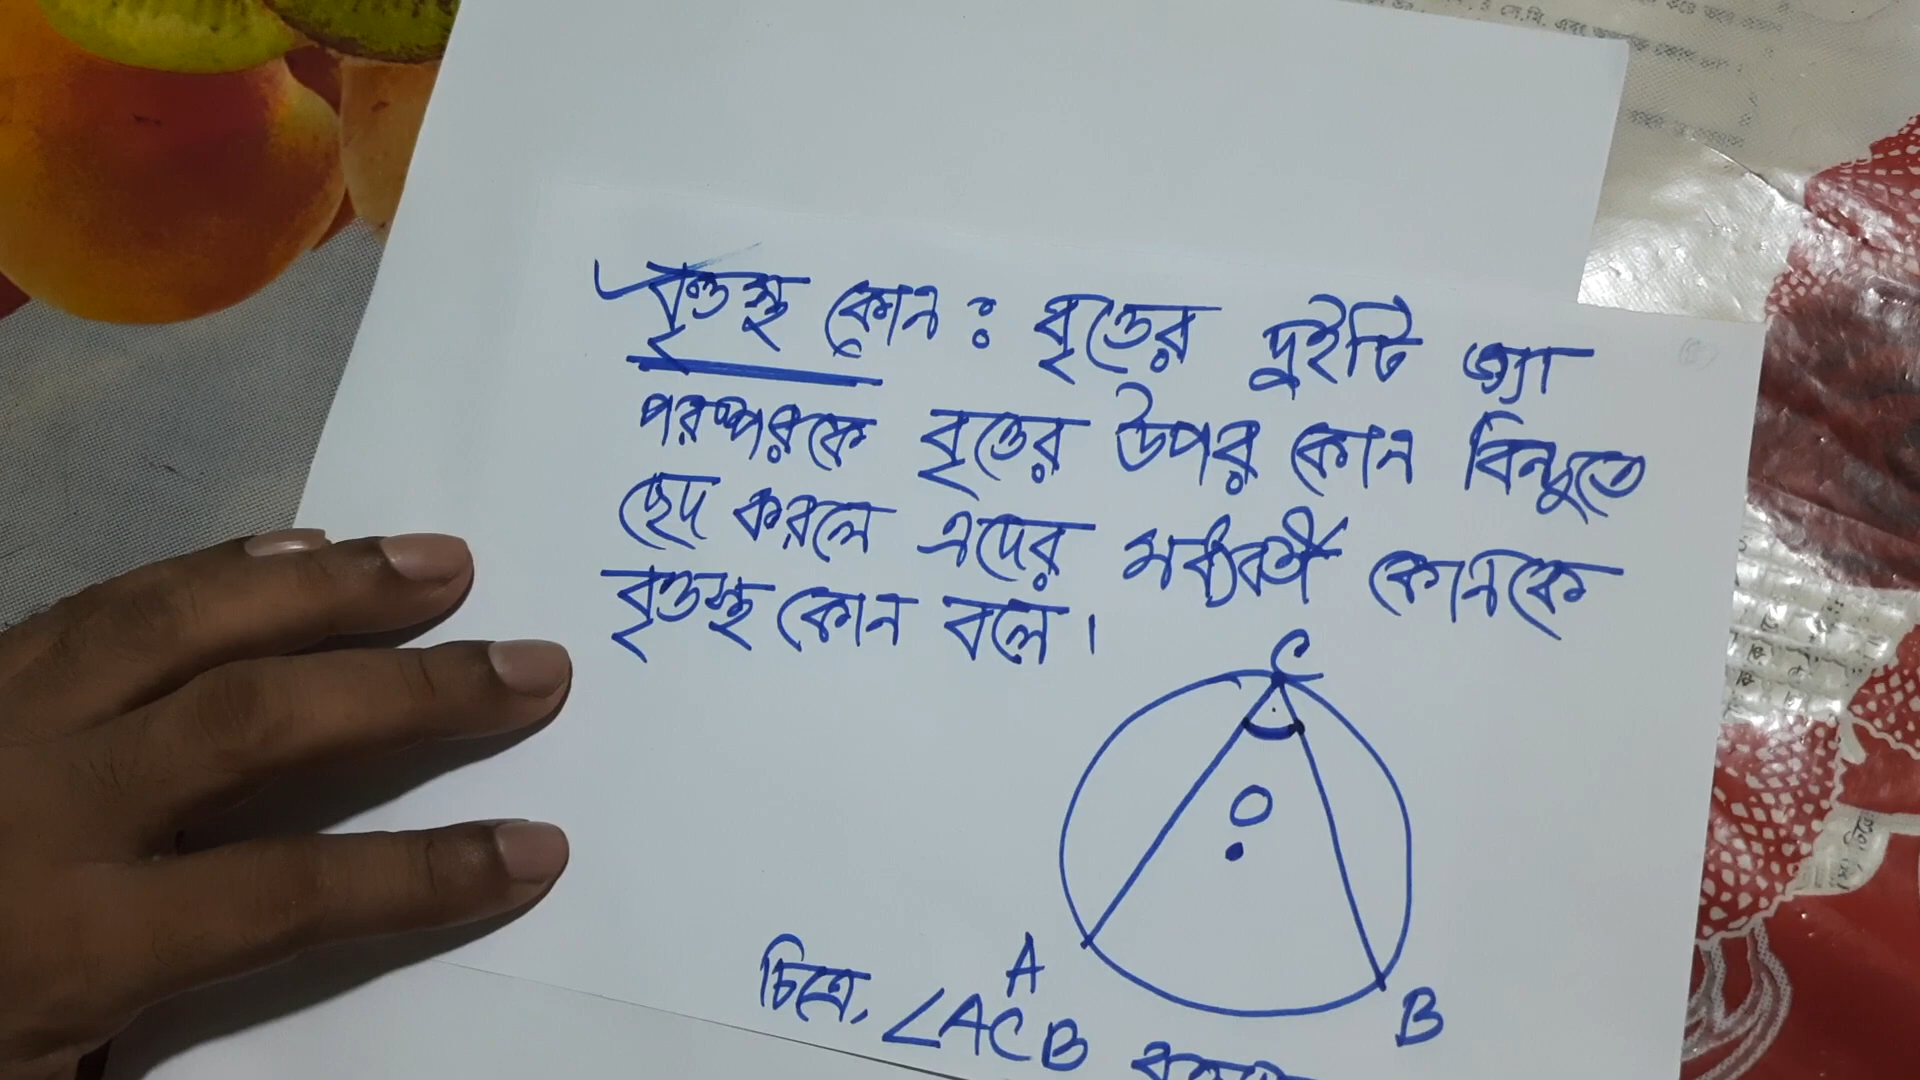 বৃত্তস্থ কোন : বৃত্তের দুইটি জ্যা
পরস্পরকে বৃত্তের উপর কোন বিন্দুতে
ছেদ করলে এদের মধ্যবর্তী কোনকে
বৃত্তস্থ কোন বলে।
C
O
A
B
চিত্রে, ∠ACB